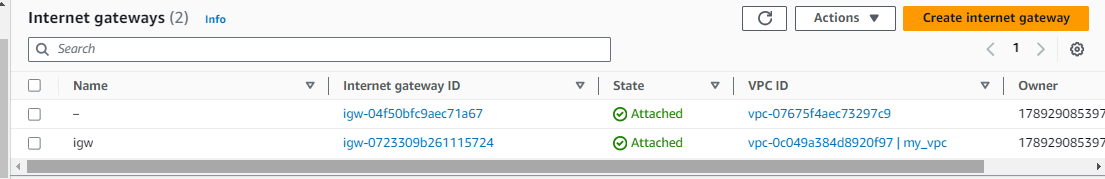 Internet gateways (2) Info
Actions
Create internet gateway
Search
1
Name Internet gateway ID State VPC ID Owner
– igw-04f50bfc9aec71a67 Attached vpc-07675f4aec73297c9 178929085397
igw igw-0723309b261115724 Attached vpc-0c049a384d8920f97 | my_vpc 178929085397